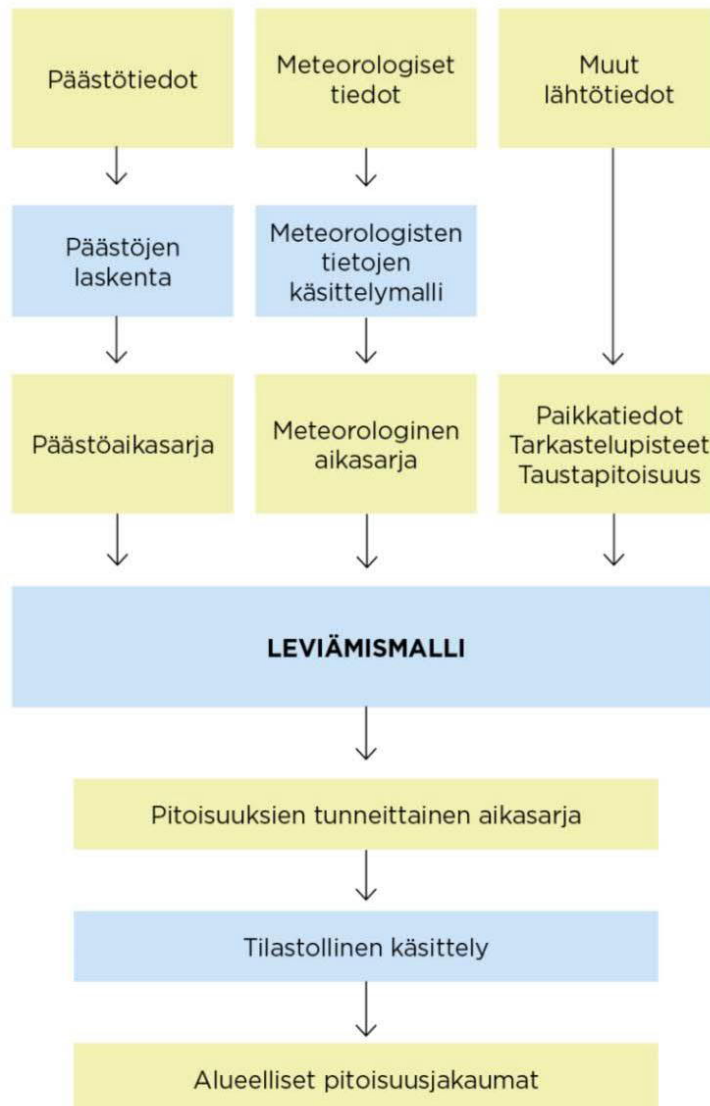 Päästötiedot
Meteorologiset
tiedot
Muut
lähtötiedot
Päästöjen
laskenta
Meteorologisten
tietojen
käsittelymalli
Päästöaikasarja
Meteorologinen
aikasarja
Paikkatiedot
Tarkastelupisteet
Taustapitoisuus
LEVIÄMISMALLI
Pitoisuuksien tunneittainen aikasarja
Tilastollinen käsittely
Alueelliset pitoisuusjakaumat